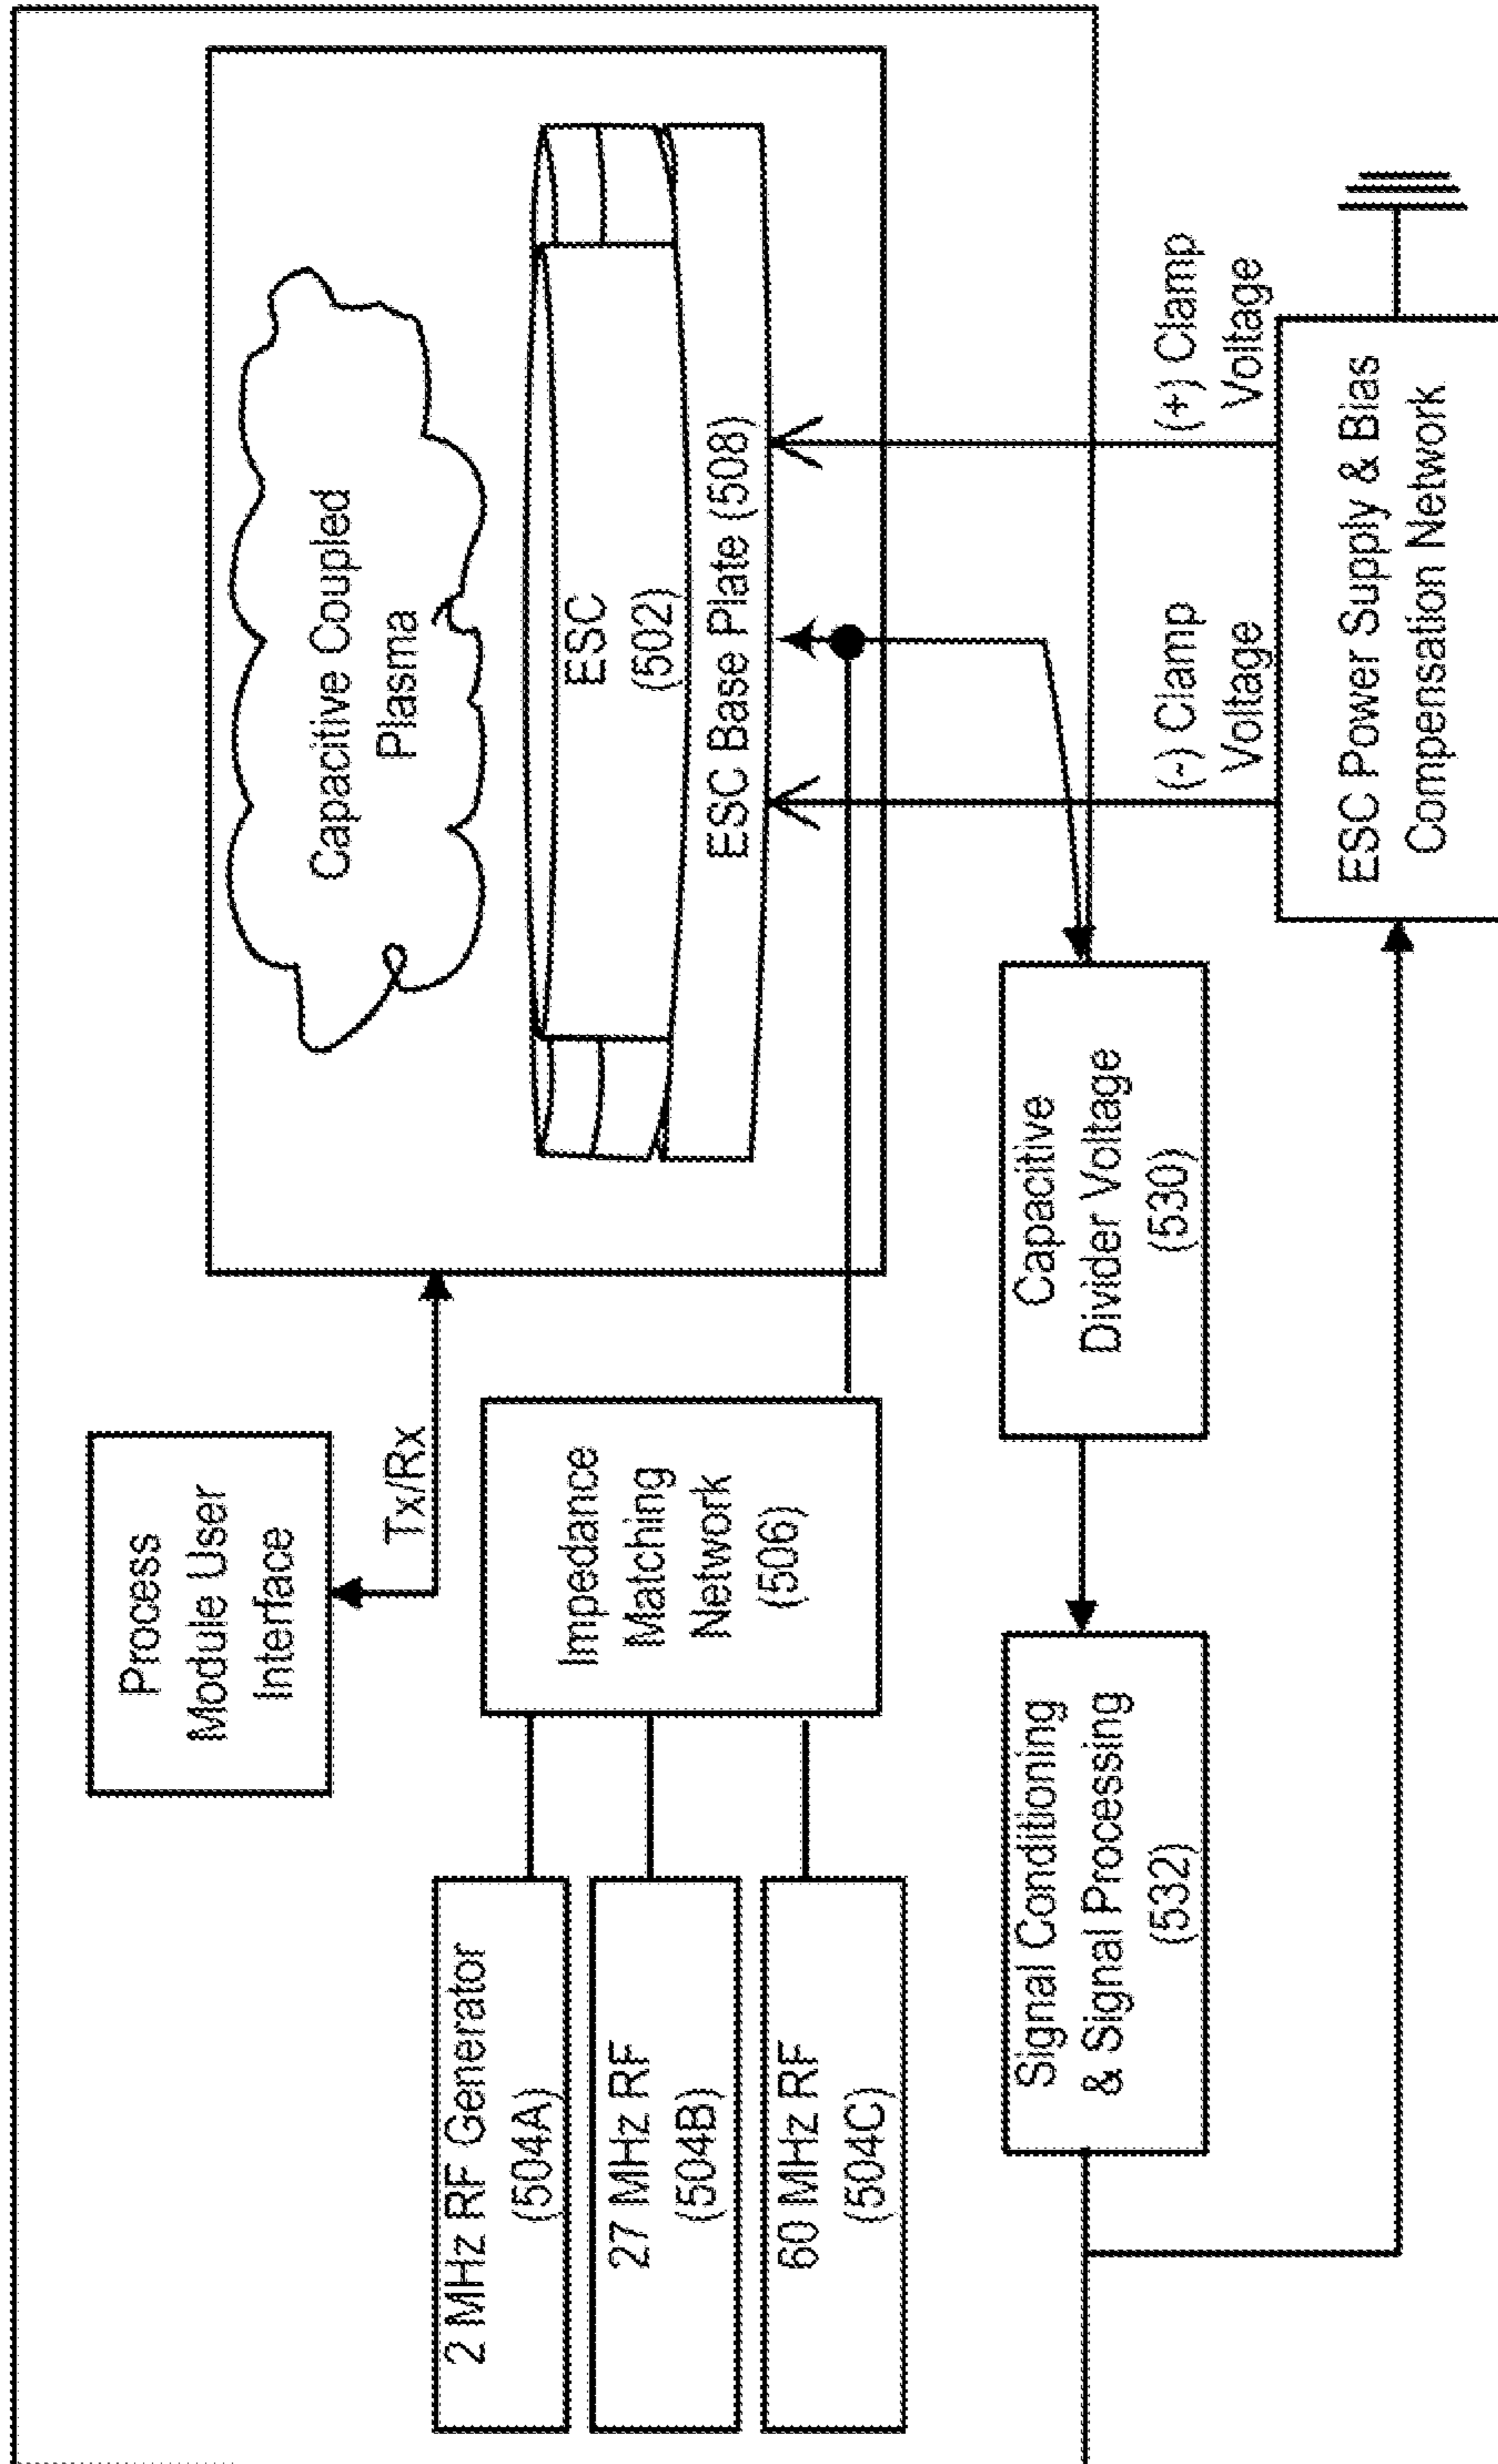 Process
Module User
Interface
Tx/Rx
Capacitive Coupled
Plasma
2 MHz RF Generator
(504A)
27 MHz RF
(504B)
60 MHz RF
(504C)
Impedance
Matching
Network
(506)
ESC
(502)
ESC Base Plate (508)
Signal Conditioning
& Signal Processing
(532)
Capacitive
Divider Voltage
(530)
(-) Clamp
Voltage
(+) Clamp
Voltage
ESC Power Supply & Bias
Compensation Network